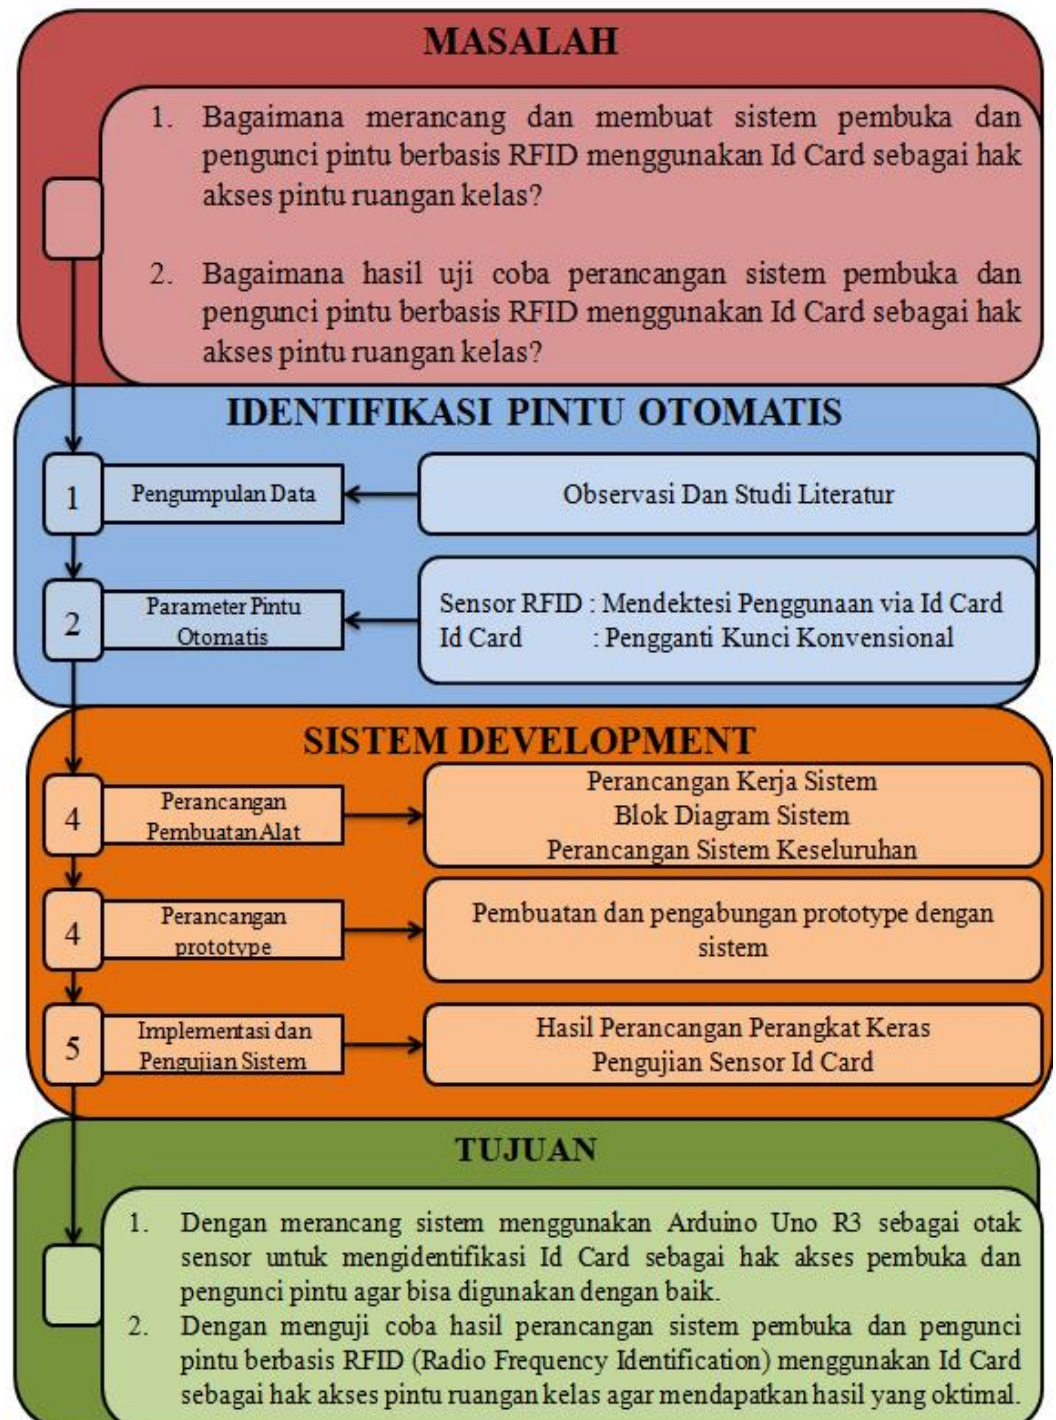 MASALAH
1. Bagaimana merancang dan membuat sistem pembuka dan
pengunci pintu berbasis RFID menggunakan Id Card sebagai hak
akses pintu ruangan kelas?
2. Bagaimana hasil uji coba perancangan sistem pembuka dan
pengunci pintu berbasis RFID menggunakan Id Card sebagai hak
akses pintu ruangan kelas?
IDENTIFIKASI PINTU OTOMATIS
1
Pengumpulan Data
Observasi Dan Studi Literatur
2
Parameter Pintu
Otomatis
Sensor RFID : Mendektesi Penggunaan via Id Card
Id Card : Pengganti Kunci Konvensional
SISTEM DEVELOPMENT
4
Perancangan
Pembuatan Alat
Perancangan Kerja Sistem
Blok Diagram Sistem
Perancangan Sistem Keseluruhan
4
Perancangan
prototype
Pembuatan dan pengabungan prototype dengan
sistem
5
Implementasi dan
Pengujian Sistem
Hasil Perancangan Perangkat Keras
Pengujian Sensor Id Card
TUJUAN
1. Dengan merancang sistem menggunakan Arduino Uno R3 sebagai otak
sensor untuk mengidentifikasi Id Card sebagai hak akses pembuka dan
pengunci pintu agar bisa digunakan dengan baik.
2. Dengan menguji coba hasil perancangan sistem pembuka dan pengunci
pintu berbasis RFID (Radio Frequency Identification) menggunakan Id Card
sebagai hak akses pintu ruangan kelas agar mendapatkan hasil yang oktimal.